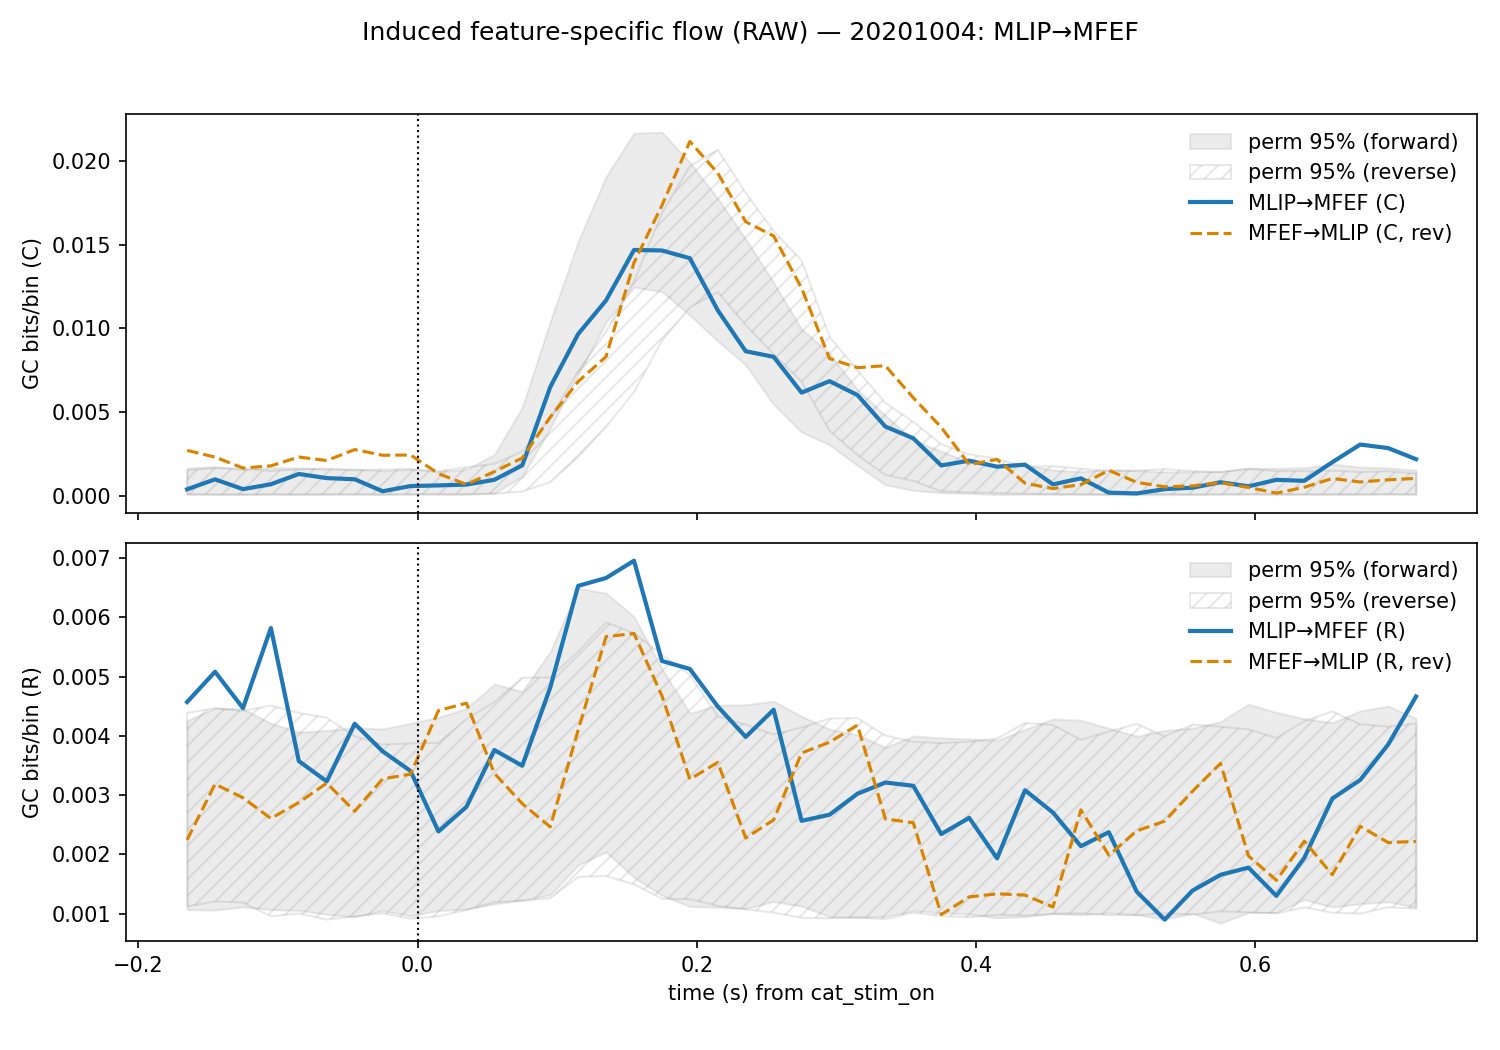 Induced feature-specific flow (RAW) — 20201004: MLIP→MFEF
GC bits/bin (C)
0.020
0.015
0.010
0.005
0.000
perm 95% (forward)
perm 95% (reverse)
MLIP→MFEF (C)
MFEF→MLIP (C, rev)
GC bits/bin (R)
0.007
0.006
0.005
0.004
0.003
0.002
0.001
perm 95% (forward)
perm 95% (reverse)
MLIP→MFEF (R)
MFEF→MLIP (R, rev)
−0.2 0.0 0.2 0.4 0.6
time (s) from cat_stim_on